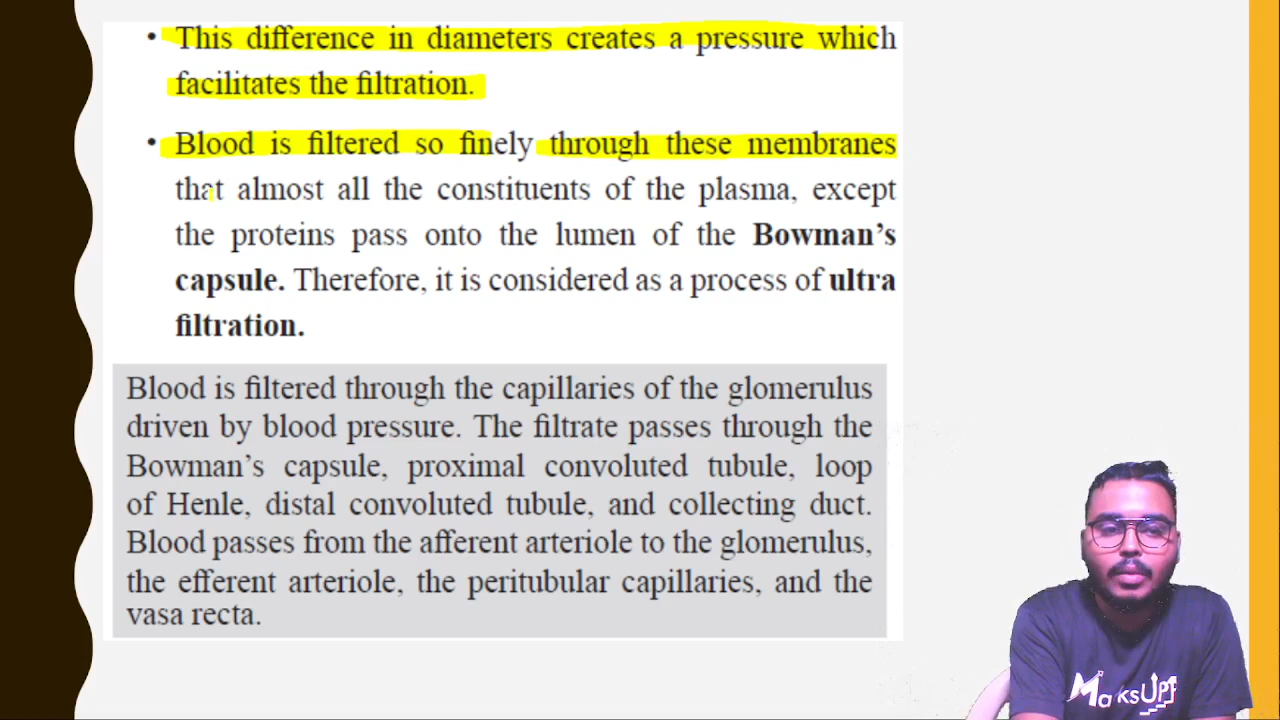 • This difference in diameters creates a pressure which
facilitates the filtration.
• Blood is filtered so finely through these membranes
that almost all the constituents of the plasma, except
the proteins pass onto the lumen of the Bowman’s
capsule. Therefore, it is considered as a process of ultra
filtration.
Blood is filtered through the capillaries of the glomerulus
driven by blood pressure. The filtrate passes through the
Bowman’s capsule, proximal convoluted tubule, loop
of Henle, distal convoluted tubule, and collecting duct.
Blood passes from the afferent arteriole to the glomerulus,
the efferent arteriole, the peritubular capillaries, and the
vasa recta.
MarksUP